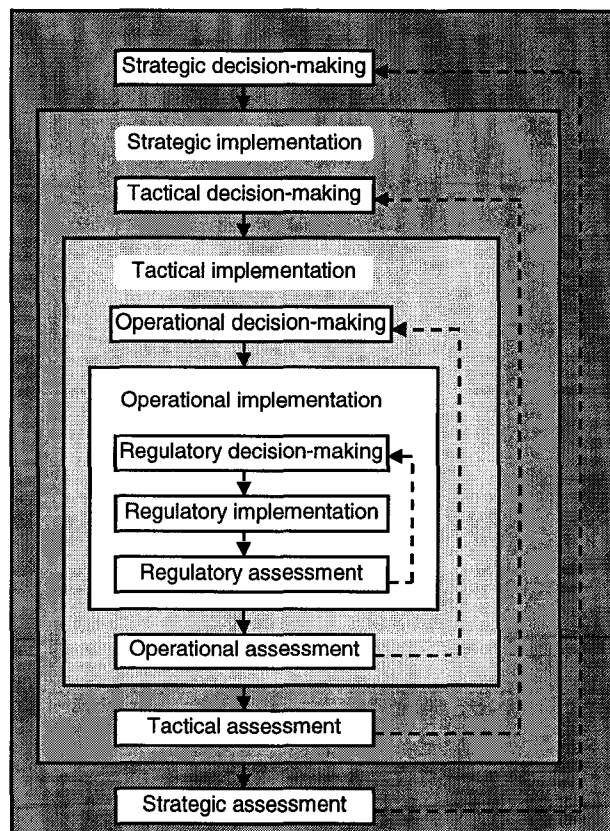 Strategic decision-making
Strategic implementation
Tactical decision-making
Tactical implementation
Operational decision-making
Operational implementation
Regulatory decision-making
Regulatory implementation
Regulatory assessment
Operational assessment
Tactical assessment
Strategic assessment